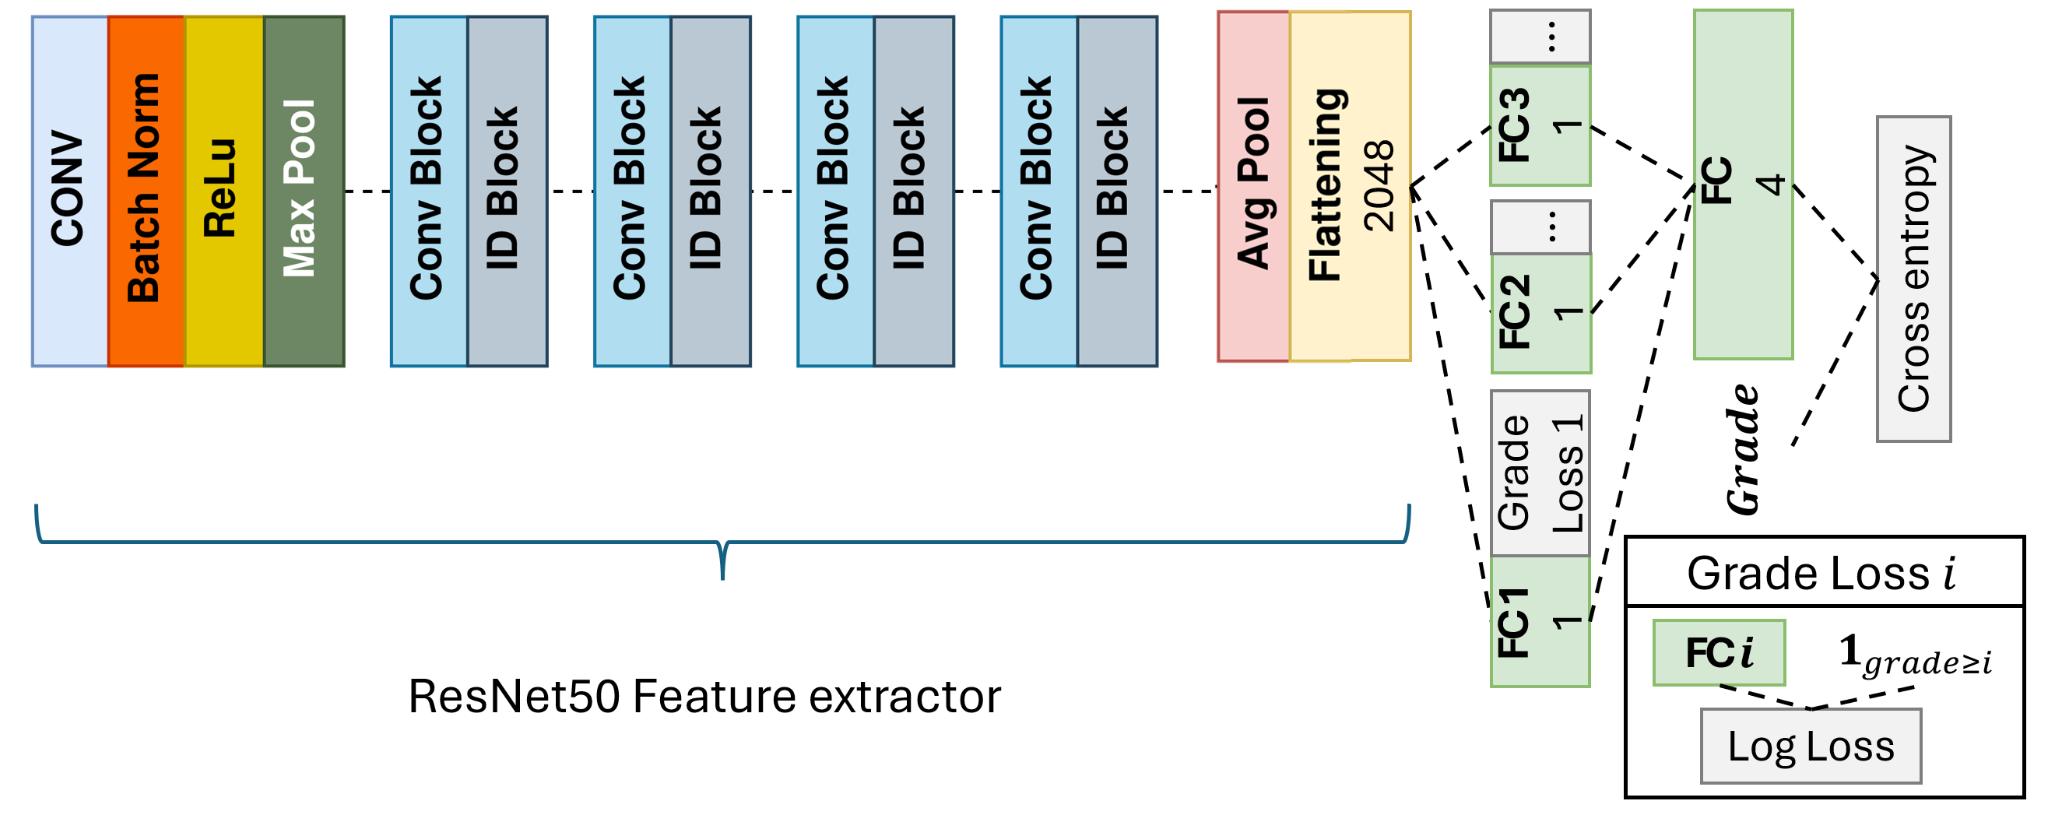 CONV
Batch Norm
ReLu
Max Pool
Conv Block
ID Block
Conv Block
ID Block
Conv Block
ID Block
Conv Block
ID Block
Avg Pool
Flattening
2048
...
FC3
1
...
FC2
1
Grade
Loss 1
FC1
1
FC
4
Grade
Cross entropy
ResNet50 Feature extractor
Grade Loss i
FCi
1grade≥i
Log Loss